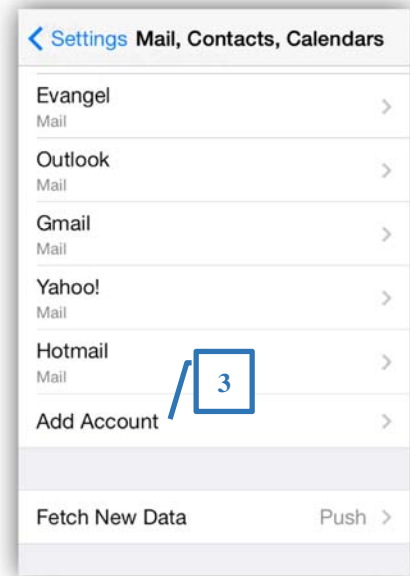 Settings Mail, Contacts, Calendars
Evangel
Mail
Outlook
Mail
Gmail
Mail
Yahoo!
Mail
Hotmail
Mail
3
Add Account
Fetch New Data Push